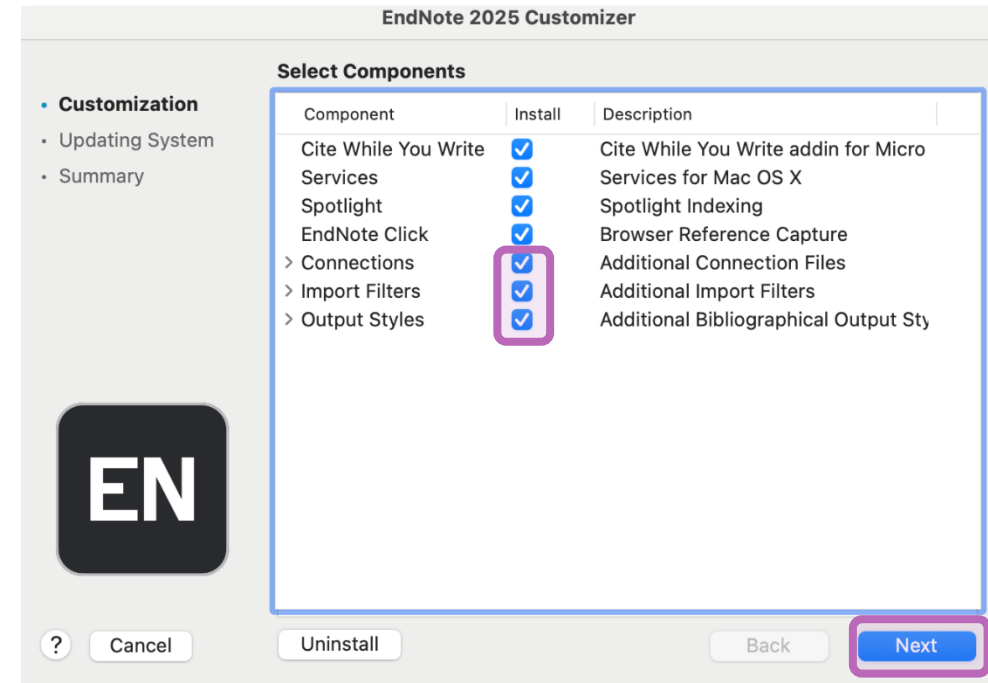 EndNote 2025 Customizer
Select Components
Customization
Updating System
Summary
Component Install Description
Cite While You Write Cite While You Write addin for Micro
Services Services for Mac OS X
Spotlight Spotlight Indexing
EndNote Click Browser Reference Capture
Connections Additional Connection Files
Import Filters Additional Import Filters
Output Styles Additional Bibliographical Output Sty
EN
? Cancel Uninstall Back Next